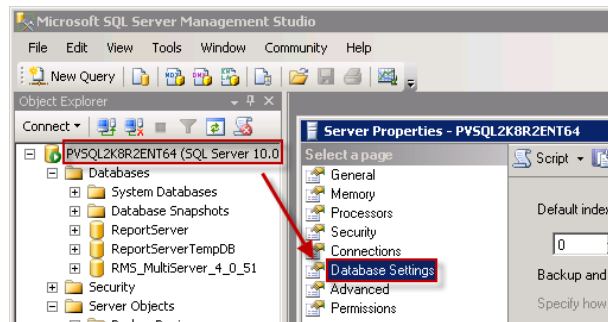 Microsoft SQL Server Management Studio
File Edit View Tools Window Community Help
New Query
Object Explorer
Connect
PVSQL2K8R2ENT64 (SQL Server 10.0
Databases
System Databases
Database Snapshots
ReportServer
ReportServerTempDB
RMS_MultiServer_4_0_51
Security
Server Objects
Server Properties - PVSQL2K8R2ENT64
Select a page
General
Memory
Processors
Security
Connections
Database Settings
Advanced
Permissions
Script
Default index
0
Backup and
Specify how